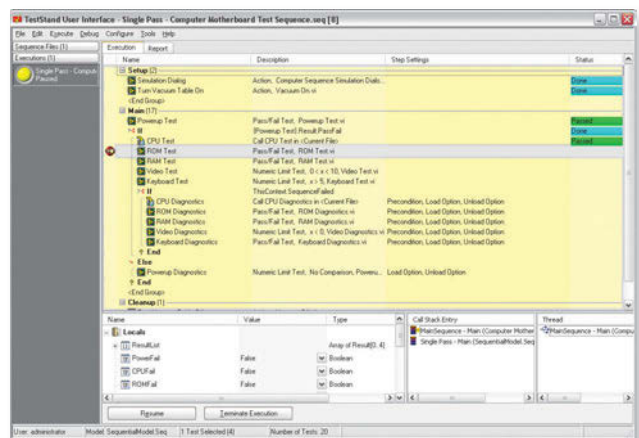 TestStand User Interface - Single Pass - Computer Motherboard Test Sequence.seq [8]
File Edit Execute Debug Configure Tools Help
Sequence Files (1)
Executions (1)
Single Pass - Comput
Paused
Execution Report
Name Description Step Settings Status
Setup (2)
Simulation Dialog Action, Computer Sequence Simulation Dialo... Done
Turn Vacuum Table On Action, Vacuum On.vi Done
<End Group>
Main (17)
Powerup Test Pass/Fail Test, Powerup Test.vi Passed
If {Powerup Test}.Result.PassFail Done
CPU Test Call CPU Test in <Current File> Passed
ROM Test Pass/Fail Test, ROM Test.vi
RAM Test Pass/Fail Test, RAM Test.vi
Video Test Numeric Limit Test, 0 < x < 10, Video Test.vi
Keyboard Test Numeric Limit Test, x > 5, Keyboard Test.vi
If ThisContext.SequenceFailed
CPU Diagnostics Call CPU Diagnostics in <Current File> Precondition, Load Option, Unload Option
ROM Diagnostics Pass/Fail Test, ROM Diagnostics.vi Precondition, Load Option, Unload Option
RAM Diagnostics Pass/Fail Test, RAM Diagnostics.vi Precondition, Load Option, Unload Option
Video Diagnostics Numeric Limit Test, x < 0, Video Diagnostics.vi Precondition, Load Option, Unload Option
Keyboard Diagnostics Pass/Fail Test, Keyboard Diagnostics.vi Precondition, Load Option, Unload Option
End
Else
Powerup Diagnostics Numeric Limit Test, No Comparison, Poweru... Load Option, Unload Option
End
<End Group>
Cleanup (1)
Name Value Type Call Stack Entry Thread
Locals MainSequence - Main (Computer Mother MainSequence - Main (Compu
ResultList Array of Result[0..4] Single Pass - Main (SequentialModel.Seq
PowerFail False Boolean
CPUFail False Boolean
ROMFail False Boolean
Resume Terminate Execution
User: administrator Model: SequentialModel.Seq 1 Test Selected [4] Number of Tests: 20